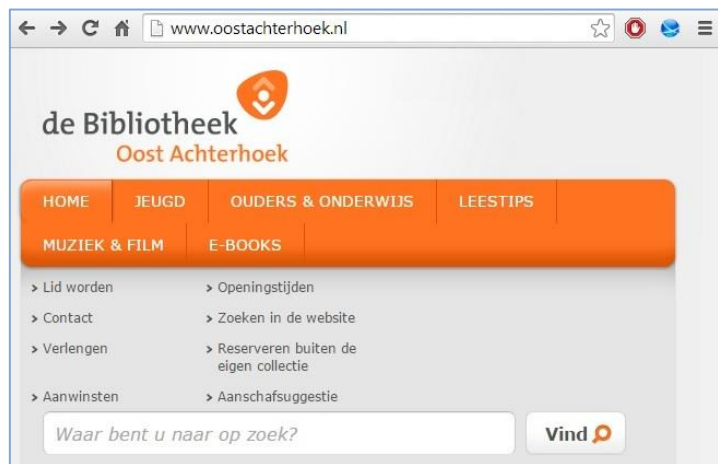 www.oostachterhoek.nl
de Bibliotheek
Oost Achterhoek
HOME JEUGD OUDERS & ONDERWIJS LEESTIPS
MUZIEK & FILM E-BOOKS
> Lid worden > Openingstijden
> Contact > Zoeken in de website
> Verlengen > Reserveren buiten de
eigen collectie
> Aanwinsten > Aanschafsuggestie
Waar bent u naar op zoek? Vind